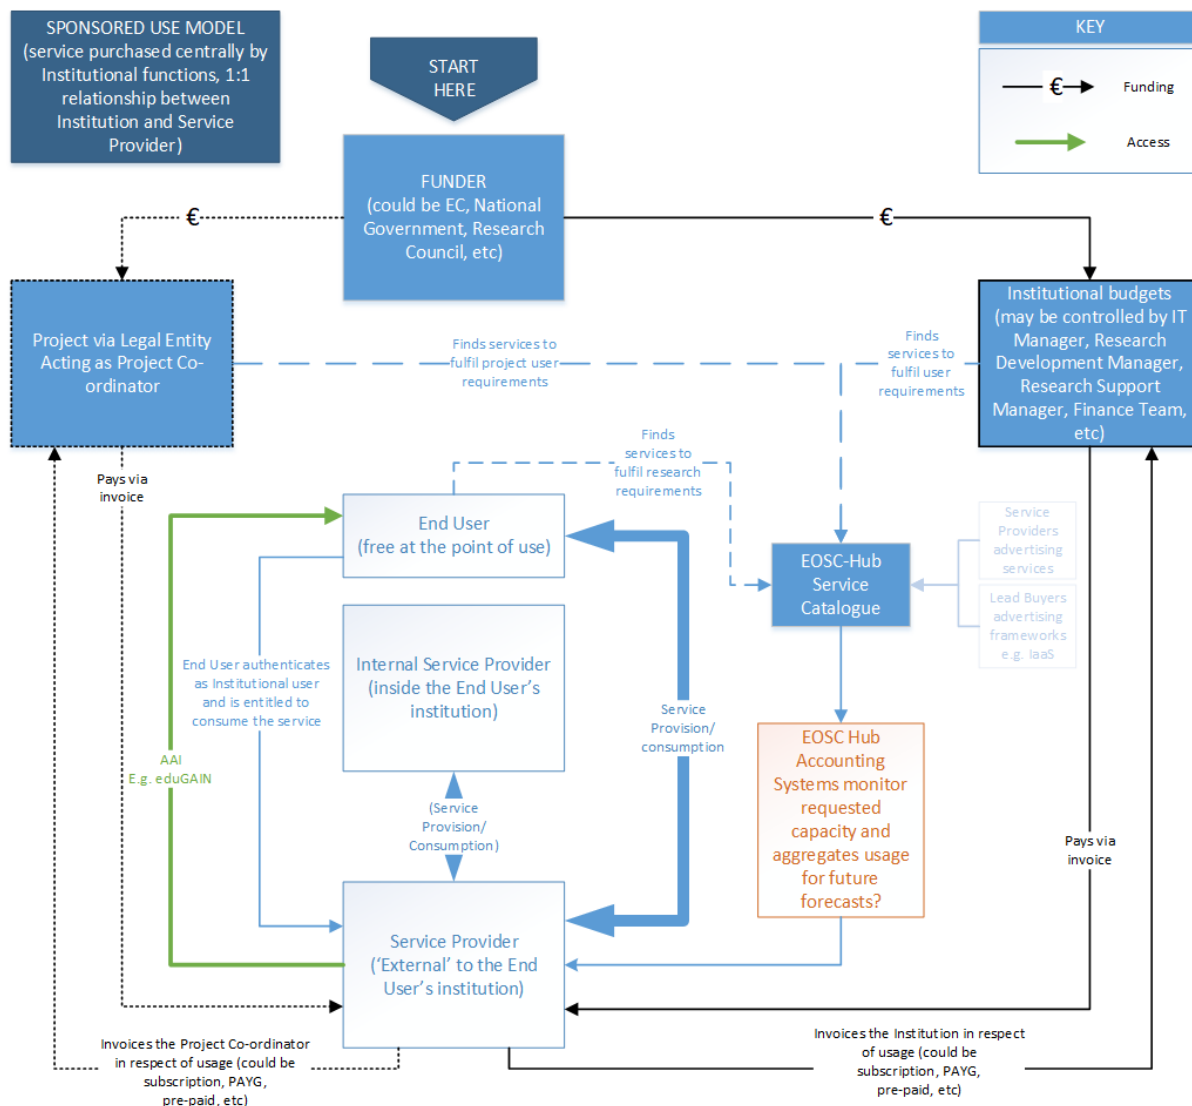 SPONSORED USE MODEL
(service purchased centrally by
Institutional functions, 1:1
relationship between
Institution and Service
Provider)
START
HERE
KEY
€
Funding
Access
FUNDER
(could be EC, National
Government, Research
Council, etc)
€
€
Project via Legal Entity
Acting as Project Co-
ordinator
Finds services to
fulfil project user
requirements
Finds
services to
fulfil user
requirements
Institutional budgets
(may be controlled by IT
Manager, Research
Development Manager,
Research Support
Manager, Finance Team,
etc)
Pays via
invoice
Finds
services to
fulfil research
requirements
End User
(free at the point of use)
EOSC-Hub
Service
Catalogue
Service
Providers
advertising
services
Lead Buyers
advertising
frameworks
e.g. IaaS
Internal Service Provider
(inside the End User's
institution)
End User authenticates
as Institutional user
and is entitled to
consume the service
Service
Provision/
consumption
AAI
E.g. eduGAIN
EOSC Hub
Accounting
Systems monitor
requested
capacity and
aggregates usage
for future
forecasts?
(Service
Provision/
Consumption)
Pays via
invoice
Service Provider
('External' to the End
User's institution)
Invoices the Project Co-ordinator
in respect of usage (could be
subscription, PAYG,
pre-paid, etc)
Invoices the Institution in respect
of usage (could be
subscription, PAYG,
pre-paid, etc)